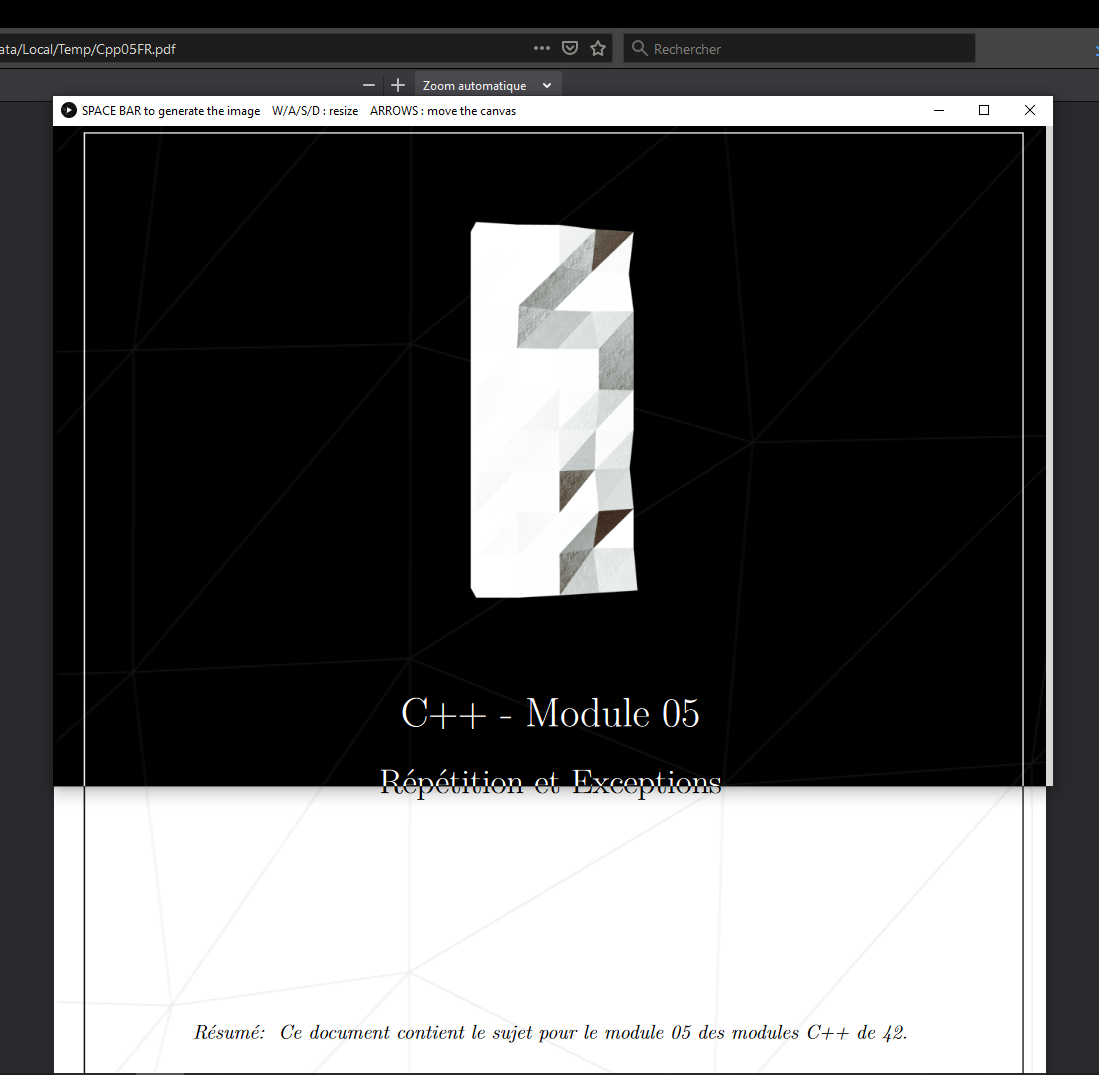 ata/Local/Temp/Cpp05FR.pdf
Rechercher
Zoom automatique
SPACE BAR to generate the image W/A/S/D : resize ARROWS : move the canvas
C++ - Module 05
Répétition et Exceptions
Résumé: Ce document contient le sujet pour le module 05 des modules C++ de 42.